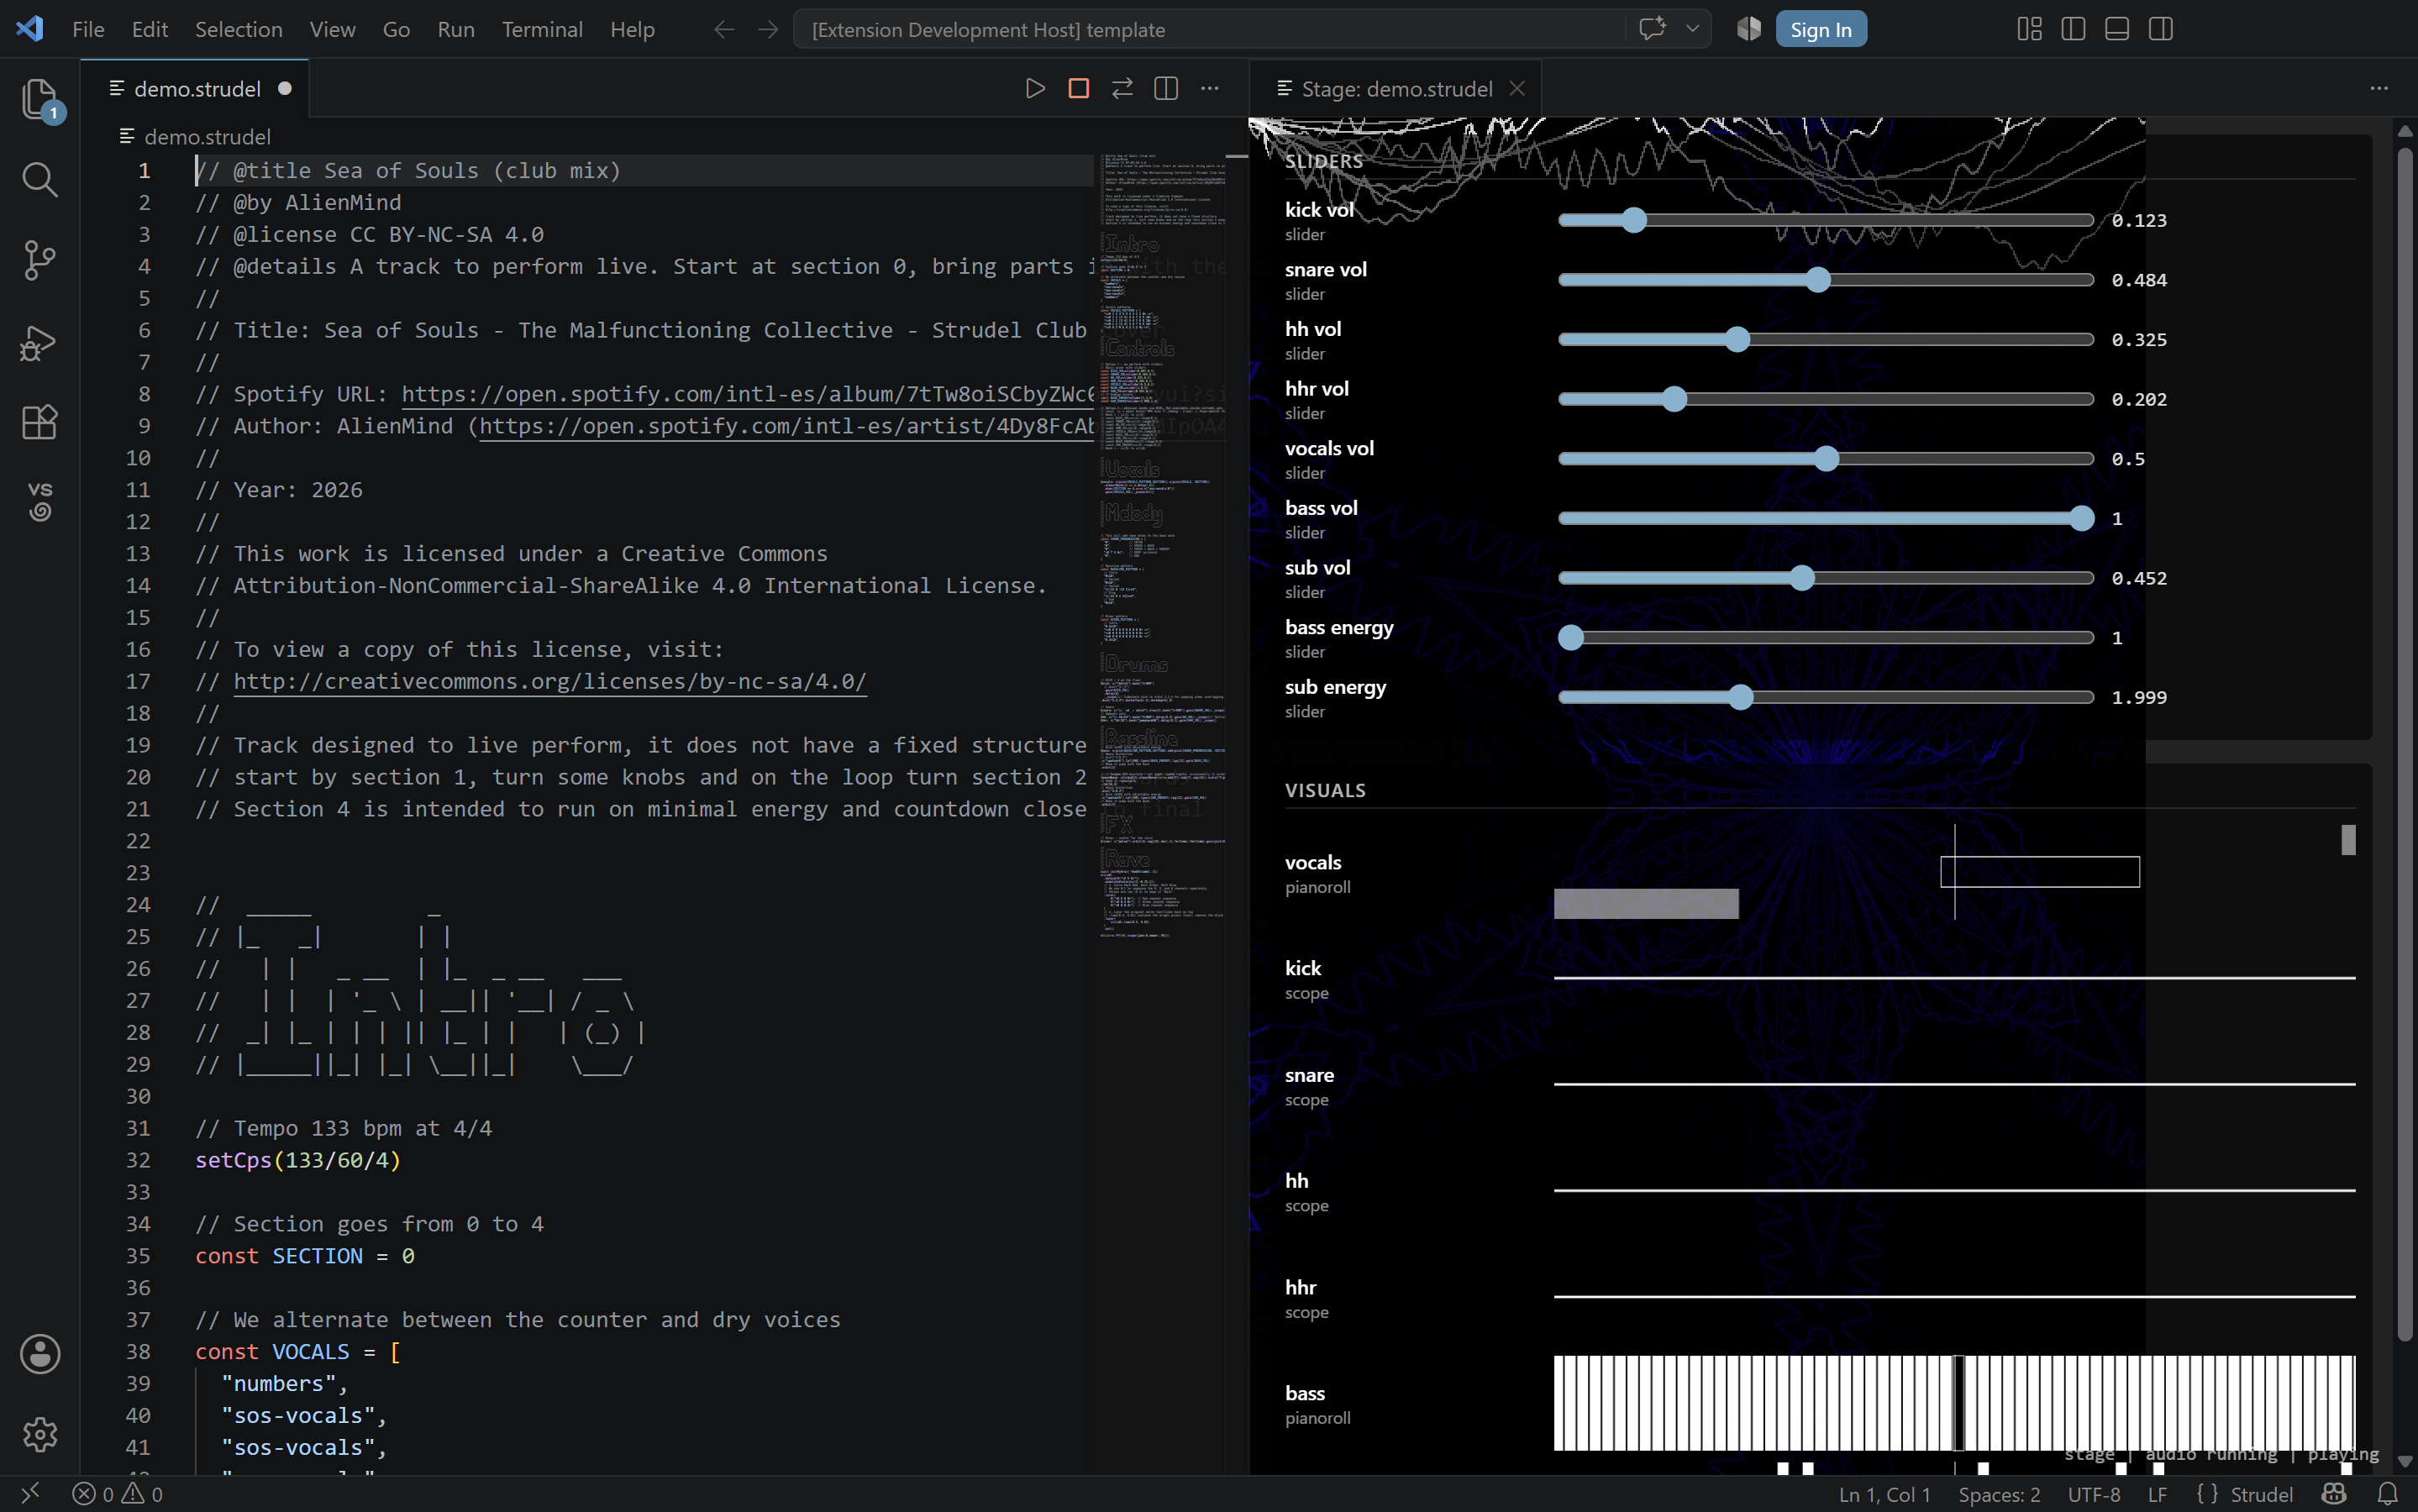 File Edit Selection View Go Run Terminal Help
[Extension Development Host] template
Sign In
demo.strudel
Stage: demo.strudel
1
demo.strudel
1 // @title Sea of Souls (club mix)
2 // @by AlienMind
3 // @license CC BY-NC-SA 4.0
4 // @details A track to perform live. Start at section 0, bring parts
5 //
6 // Title: Sea of Souls - The Malfunctioning Collective - Strudel Club
7 //
8 // Spotify URL: https://open.spotify.com/intl-es/album/7tTw8oiSCbyZWc
9 // Author: AlienMind (https://open.spotify.com/intl-es/artist/4Dy8FcAb
10 //
11 // Year: 2026
12 //
13 // This work is licensed under a Creative Commons
14 // Attribution-NonCommercial-ShareAlike 4.0 International License.
15 //
16 // To view a copy of this license, visit:
17 // http://creativecommons.org/licenses/by-nc-sa/4.0/
18 //
19 // Track designed to live perform, it does not have a fixed structure
20 // start by section 1, turn some knobs and on the loop turn section 2
21 // Section 4 is intended to run on minimal energy and countdown close
22
23
24 //
25 //
26 //
27 // Intro
28 //
29 //
30
31 // Tempo 133 bpm at 4/4
32 setCps(133/60/4)
33
34 // Section goes from 0 to 4
35 const SECTION = 0
36
37 // We alternate between the counter and dry voices
38 const VOCALS = [
39 "numbers",
40 "sos-vocals",
41 "sos-vocals",
VS
Intro
Controls
Vocals
Melody
Drums
Bassline
FX
Rave
SLIDERS
kick vol
slider
0.123
snare vol
slider
0.484
hh vol
slider
0.325
hhr vol
slider
0.202
vocals vol
slider
0.5
bass vol
slider
1
sub vol
slider
0.452
bass energy
slider
1
sub energy
slider
1.999
VISUALS
vocals
pianoroll
kick
scope
snare
scope
hh
scope
hhr
scope
bass
pianoroll
stage | audio running | playing
0 0
Ln 1, Col 1 Spaces: 2 UTF-8 LF {} Strudel